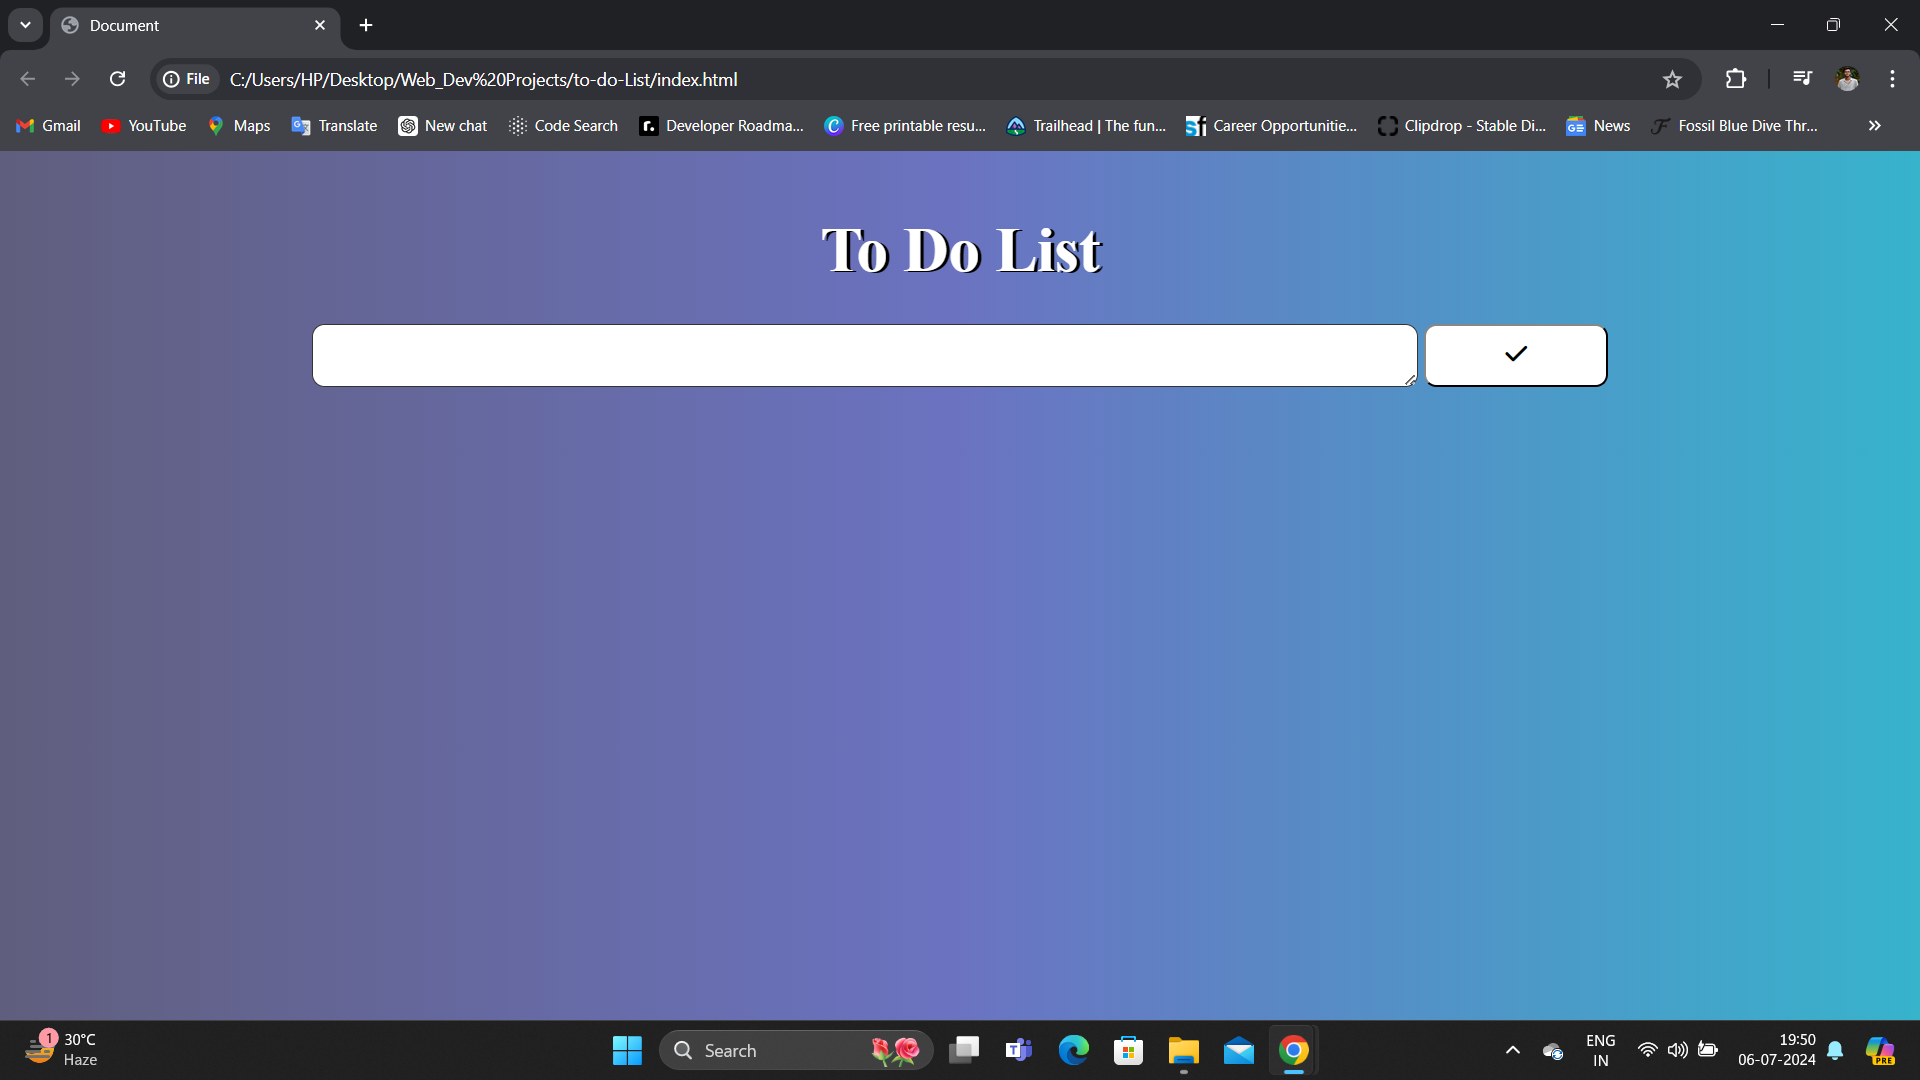 Document
File C:/Users/HP/Desktop/Web_Dev%20Projects/to-do-List/index.html
Gmail YouTube Maps Translate New chat Code Search Developer Roadma... Free printable resu... Trailhead | The fun... Career Opportunitie... Clipdrop - Stable Di... News Fossil Blue Dive Thr...
To Do List
1 30°C
Haze
Search
ENG
IN
19:50
06-07-2024
PRE